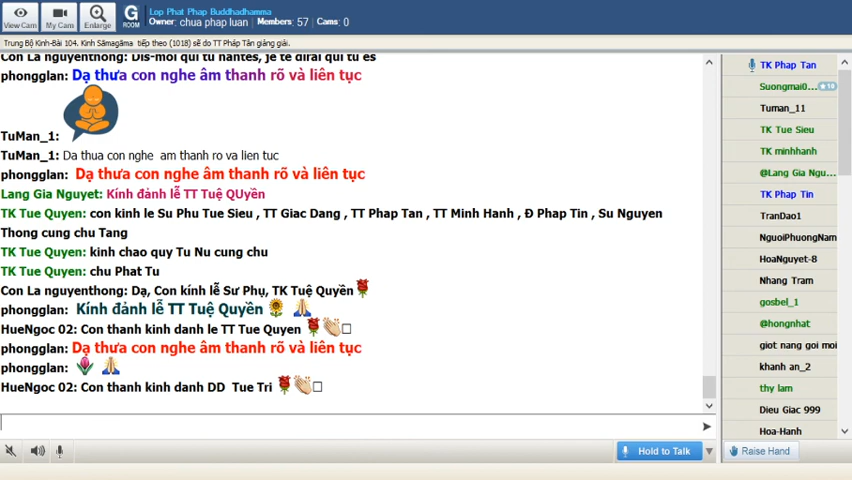 Lop Phat Phap Buddhadhamma
Owner: chua phap luan Members: 57 Cams: 0
View Cam My Cam Enlarge G ROOM
Trung Bộ Kinh-Bài 104. Kinh Sāmagāma tiếp theo (1018) sẽ do TT Pháp Tân giảng giải.
phongglan: Dạ thưa con nghe âm thanh rõ và liên tục
TuMan_1:
TuMan_1: Da thua con nghe am thanh ro va lien tuc
phongglan: Dạ thưa con nghe âm thanh rõ và liên tục
Lang Gia Nguyet: Kính đảnh lễ TT Tuệ QUyền
TK Tue Quyen: con kinh le Su Phu Tue Sieu , TT Giac Dang , TT Phap Tan , TT Minh Hanh , Đ Phap Tin , Su Nguyen
Thong cung chu Tang
TK Tue Quyen: kinh chao quy Tu Nu cung chu
TK Tue Quyen: chu Phat Tu
Con La nguyenthong: Dạ, Con kính lễ Sư Phụ, TK Tuệ Quyền
phongglan: Kính đảnh lễ TT Tuệ Quyền
HueNgoc 02: Con thanh kinh danh le TT Tue Quyen
phongglan: Dạ thưa con nghe âm thanh rõ và liên tục
phongglan:
HueNgoc 02: Con thanh kinh danh DD Tue Tri
Hold to Talk
TK Phap Tan
Suongmai0... 10
Tuman_11
TK Tue Sieu
TK minhhanh
@Lang Gia Ngu...
TK Phap Tin
TranDao1
NguoiPhuongNam
HoaNguyet-8
Nhang Tram
gosbel_1
@hongnhat
giot nang goi moi
khanh an_2
thy lam
Dieu Giac 999
Hoa-Hanh
Raise Hand